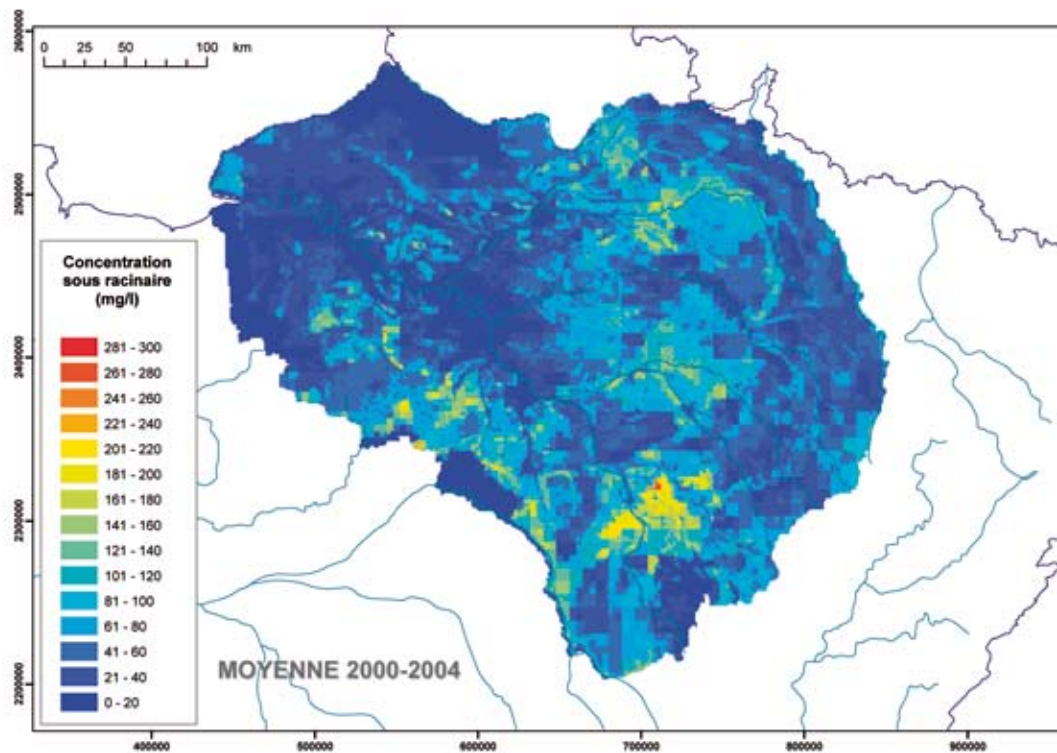 2600000
0 25 50 100 km
2500000
2400000
2300000
2200000
Concentration
sous racinaire
(mg/l)
281 - 300
261 - 280
241 - 260
221 - 240
201 - 220
181 - 200
161 - 180
141 - 160
121 - 140
101 - 120
81 - 100
61 - 80
41 - 60
21 - 40
0 - 20
MOYENNE 2000-2004
400000 500000 600000 700000 800000 900000